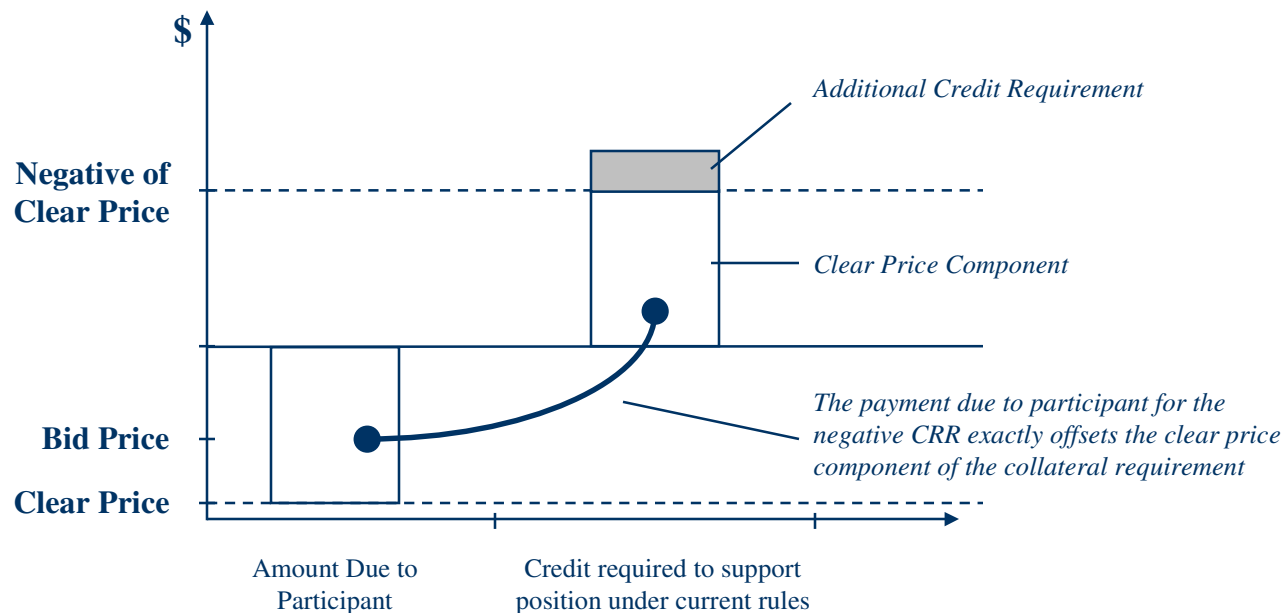 $
Additional Credit Requirement
Negative of
Clear Price
Clear Price Component
The payment due to participant for the
negative CRR exactly offsets the clear price
component of the collateral requirement
Bid Price
Clear Price
Amount Due to
Participant
Credit required to support
position under current rules